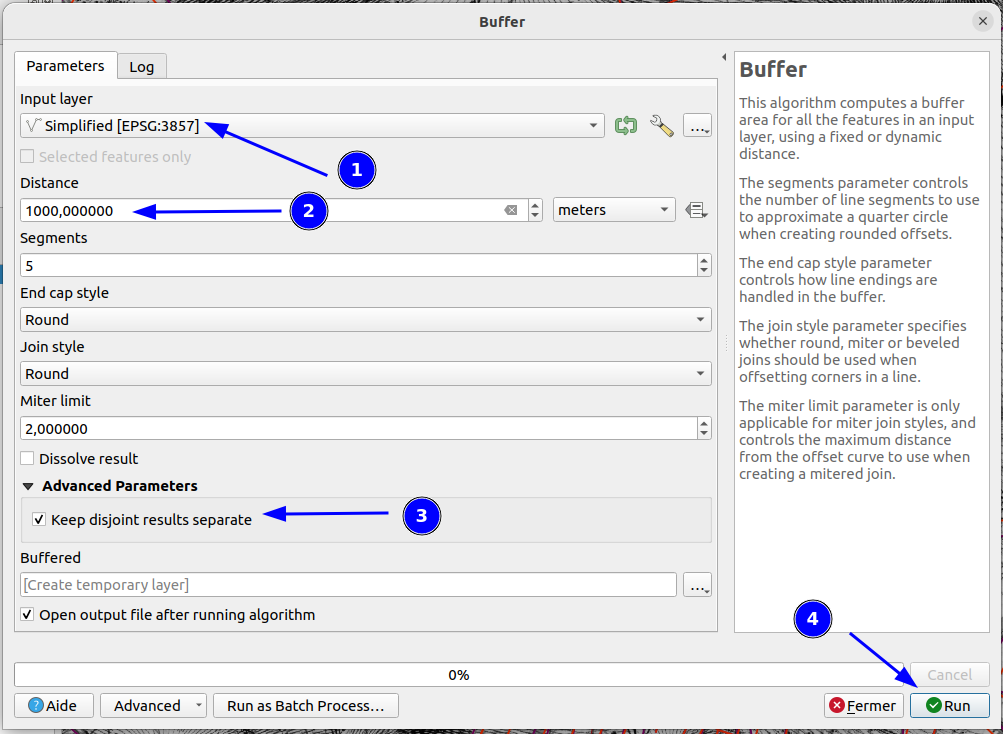 Buffer
Parameters
Log
Input layer
Simplified [EPSG:3857]
...
1
Selected features only
Distance
1000,000000
2
meters
Segments
5
End cap style
Round
Join style
Round
Miter limit
2,000000
Dissolve result
Advanced Parameters
Keep disjoint results separate
3
Buffered
[Create temporary layer]
...
Open output file after running algorithm
Buffer
This algorithm computes a buffer
area for all the features in an input
layer, using a fixed or dynamic
distance.
The segments parameter controls
the number of line segments to use
to approximate a quarter circle
when creating rounded offsets.
The end cap style parameter
controls how line endings are
handled in the buffer.
The join style parameter specifies
whether round, miter or beveled
joins should be used when
offsetting corners in a line.
The miter limit parameter is only
applicable for miter join styles, and
controls the maximum distance
from the offset curve to use when
creating a mitered join.
4
0%
Cancel
? Aide
Advanced
Run as Batch Process…
Fermer
Run